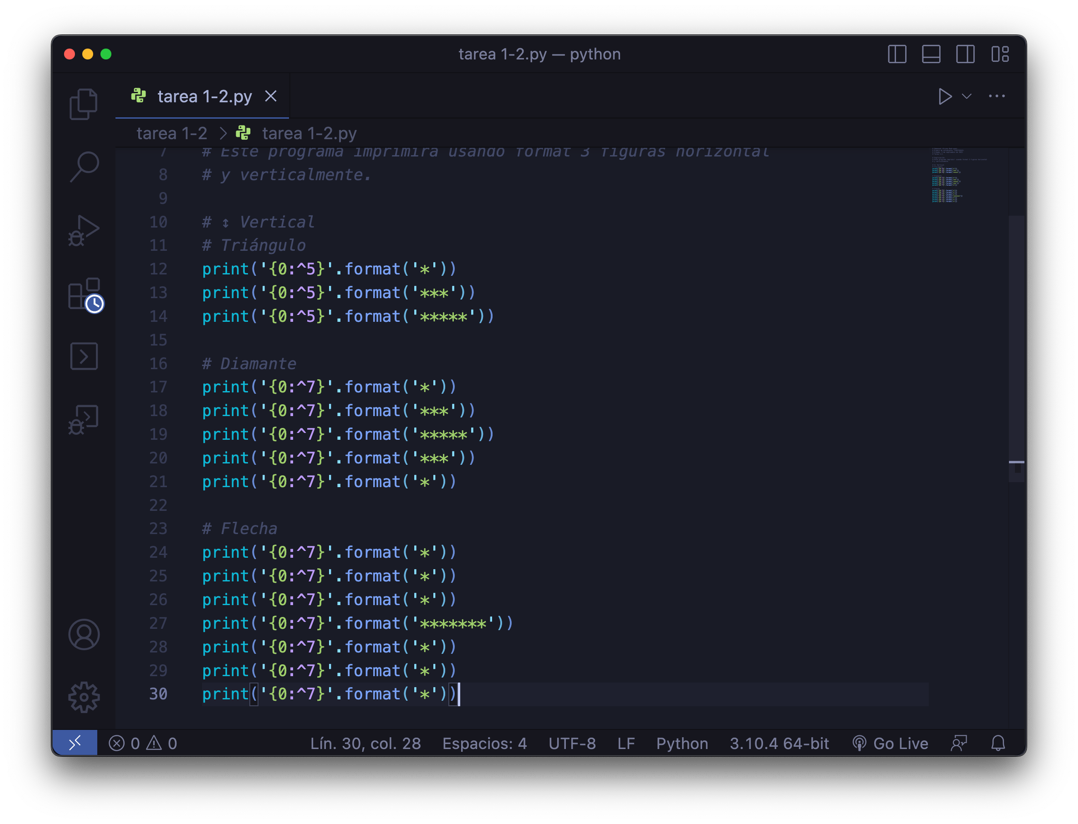 tarea 1-2.py — python
tarea 1-2.py
tarea 1-2 > tarea 1-2.py
7 # Este programa imprimira usando format 3 figuras horizontal
8 # y verticalmente.
9
10 # ↕ Vertical
11 # Triángulo
12 print('{0:^5}'.format('*'))
13 print('{0:^5}'.format('***'))
14 print('{0:^5}'.format('*****'))
15
16 # Diamante
17 print('{0:^7}'.format('*'))
18 print('{0:^7}'.format('***'))
19 print('{0:^7}'.format('*****'))
20 print('{0:^7}'.format('***'))
21 print('{0:^7}'.format('*'))
22
23 # Flecha
24 print('{0:^7}'.format('*'))
25 print('{0:^7}'.format('*'))
26 print('{0:^7}'.format('*'))
27 print('{0:^7}'.format('*******'))
28 print('{0:^7}'.format('*'))
29 print('{0:^7}'.format('*'))
30 print('{0:^7}'.format('*'))
0 0 Lín. 30, col. 28 Espacios: 4 UTF-8 LF Python 3.10.4 64-bit Go Live